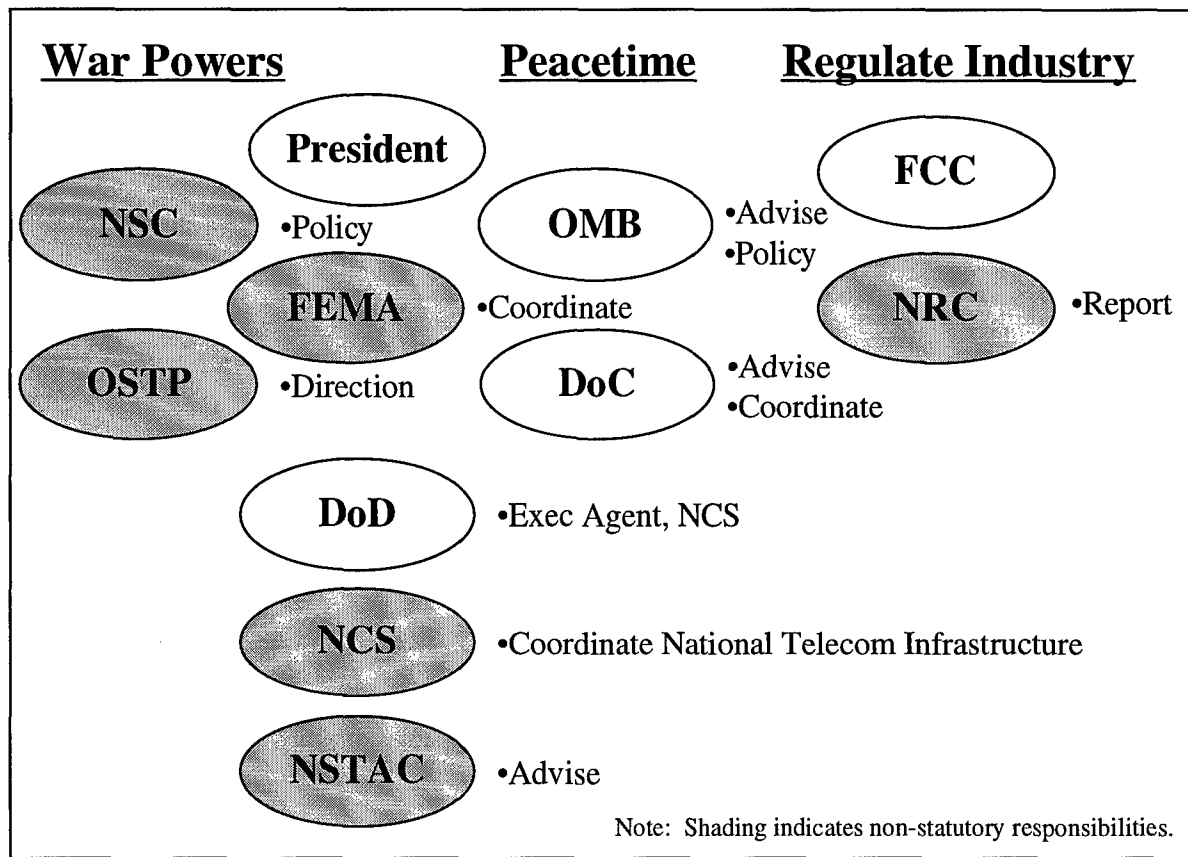 War Powers
Peacetime
Regulate Industry
President
FCC
NSC
•Policy
OMB
•Advise
•Policy
FEMA
•Coordinate
NRC
•Report
OSTP
•Direction
DoC
•Advise
•Coordinate
DoD
•Exec Agent, NCS
NCS
•Coordinate National Telecom Infrastructure
NSTAC
•Advise
Note: Shading indicates non-statutory responsibilities.